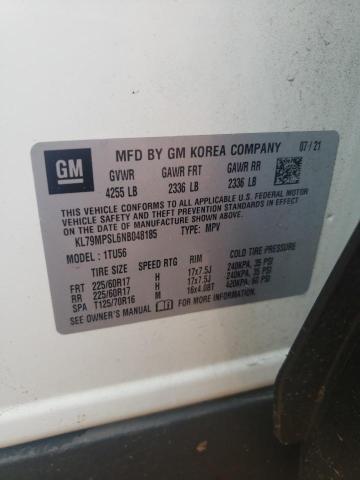 GM MFD BY GM KOREA COMPANY 07/21
GVWR GAWR FRT GAWR RR
4255 LB 2336 LB 2336 LB
THIS VEHICLE CONFORMS TO ALL APPLICABLE U.S. FEDERAL MOTOR
VEHICLE SAFETY AND THEFT PREVENTION STANDARDS IN EFFECT
ON THE DATE OF MANUFACTURE SHOWN ABOVE.
KL79MPSL6NB048185 TYPE: MPV
MODEL: 1TU56
SPEED RTG RIM COLD TIRE PRESSURE
FRT 225/60R17 H 17x7.5J 240KPA, 35 PSI
RR 225/60R17 H 17x7.5J 240KPA, 35 PSI
SPA T125/70R16 M 16x4.0BT 420KPA, 60 PSI
SEE OWNER'S MANUAL FOR ADDITIONAL INFORMATION